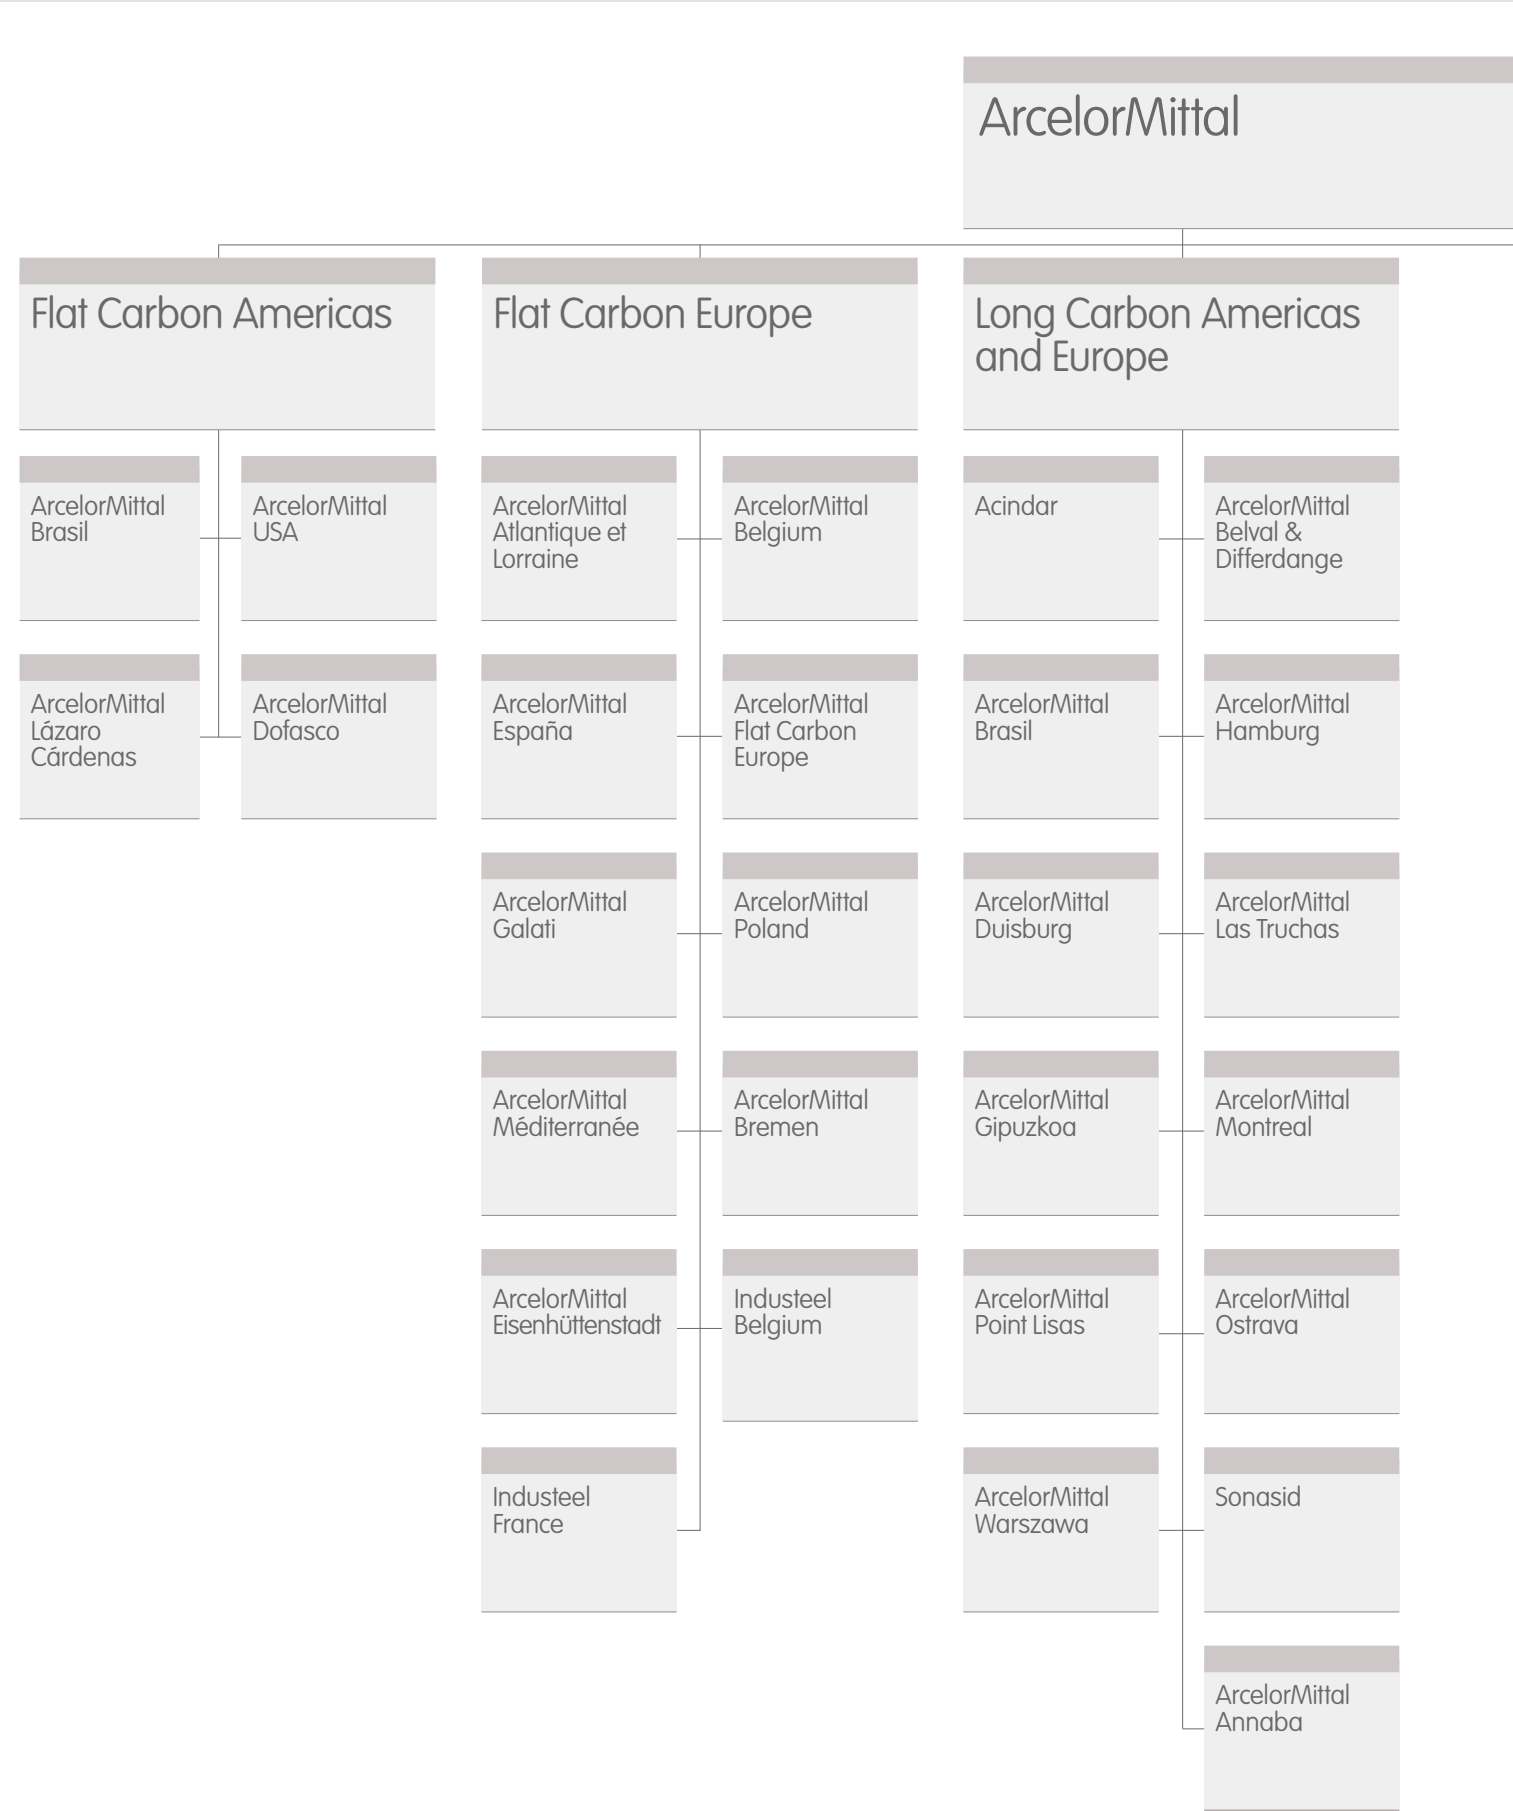 ArcelorMittal
Flat Carbon Americas
Flat Carbon Europe
Long Carbon Americas
and Europe
ArcelorMittal
Brasil
ArcelorMittal
USA
ArcelorMittal
Lázaro
Cárdenas
ArcelorMittal
Dofasco
ArcelorMittal
Atlantique et
Lorraine
ArcelorMittal
Belgium
ArcelorMittal
España
ArcelorMittal
Flat Carbon
Europe
ArcelorMittal
Galati
ArcelorMittal
Poland
ArcelorMittal
Méditerranée
ArcelorMittal
Bremen
ArcelorMittal
Eisenhüttenstadt
Industeel
Belgium
Industeel
France
Acindar
ArcelorMittal
Belval &
Differdange
ArcelorMittal
Brasil
ArcelorMittal
Hamburg
ArcelorMittal
Duisburg
ArcelorMittal
Las Truchas
ArcelorMittal
Gipuzkoa
ArcelorMittal
Montreal
ArcelorMittal
Point Lisas
ArcelorMittal
Ostrava
ArcelorMittal
Warszawa
Sonasid
ArcelorMittal
Annaba